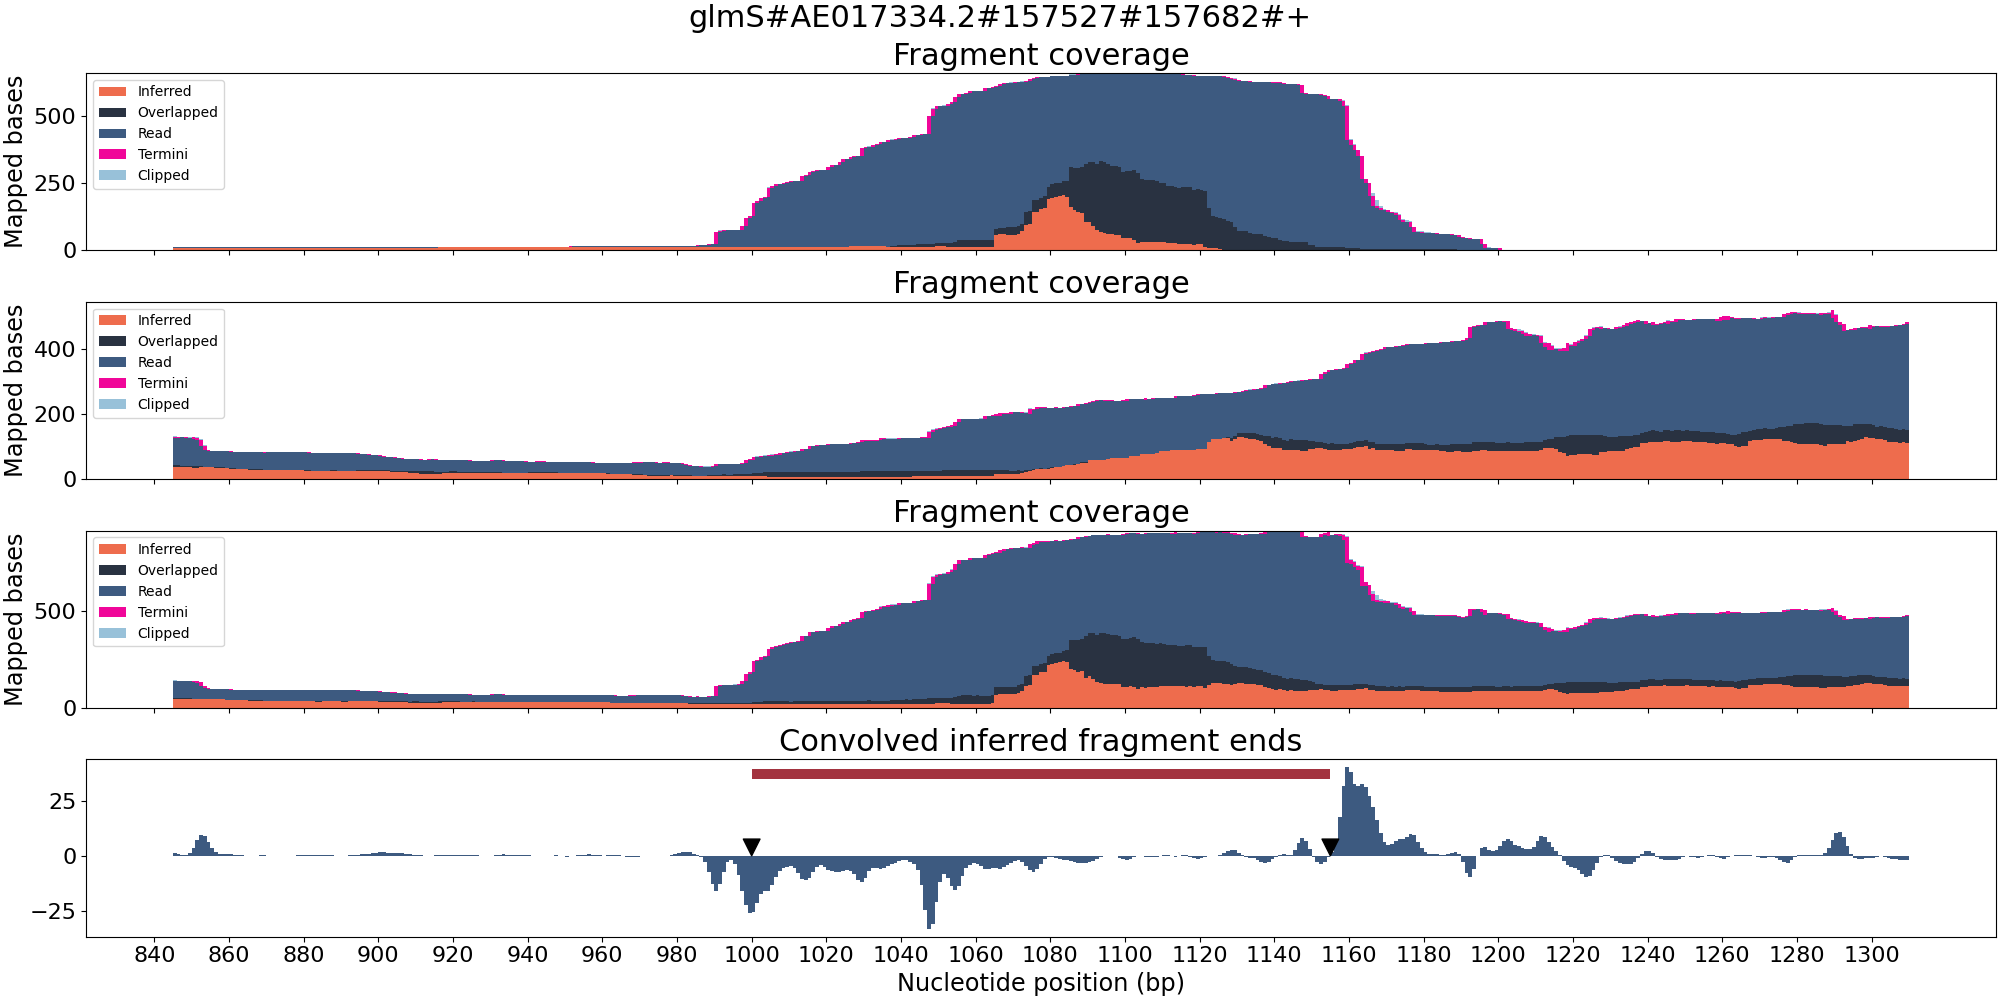 glmS#AE017334.2#157527#157682#+
Fragment coverage
Mapped bases
500
250
0
Inferred
Overlapped
Read
Termini
Clipped
Fragment coverage
Mapped bases
400
200
0
Inferred
Overlapped
Read
Termini
Clipped
Fragment coverage
Mapped bases
500
0
Inferred
Overlapped
Read
Termini
Clipped
Convolved inferred fragment ends
25
0
−25
840 860 880 900 920 940 960 980 1000 1020 1040 1060 1080 1100 1120 1140 1160 1180 1200 1220 1240 1260 1280 1300
Nucleotide position (bp)